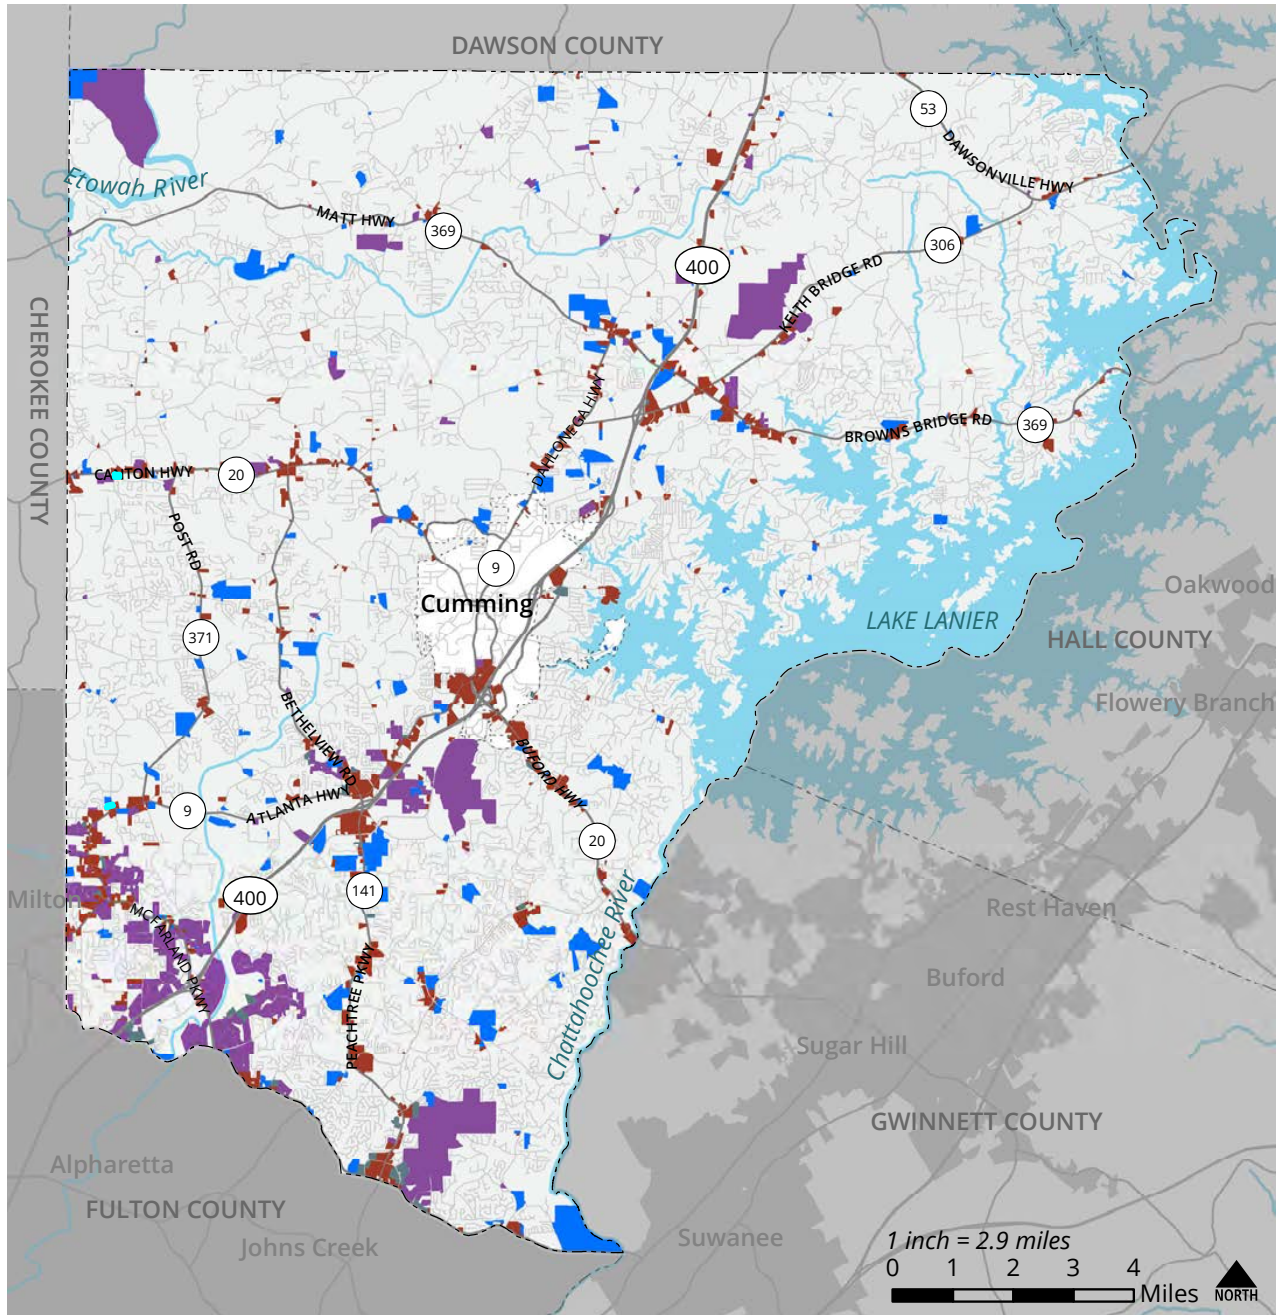 DAWSON COUNTY
53
DAWSONVILLE HWY
Etowah River
MATT HWY
369
306
400
KEITH BRIDGE RD
CHEROKEE COUNTY
DAHLONEGA HWY
BROWNS BRIDGE RD
369
CANTON HWY
20
POST RD
9
Cumming
Oakwood
LAKE LANIER
HALL COUNTY
371
Flowery Branch
BETHELVIEW RD
BUFORD HWY
9
ATLANTA HWY
20
400
141
Milton
MCFARLAND PKWY
Rest Haven
PEACHTREE PKWY
Chattahoochee River
Buford
Sugar Hill
GWINNETT COUNTY
Alpharetta
FULTON COUNTY
Johns Creek
Suwanee
1 inch = 2.9 miles
0 1 2 3 4
Miles
NORTH